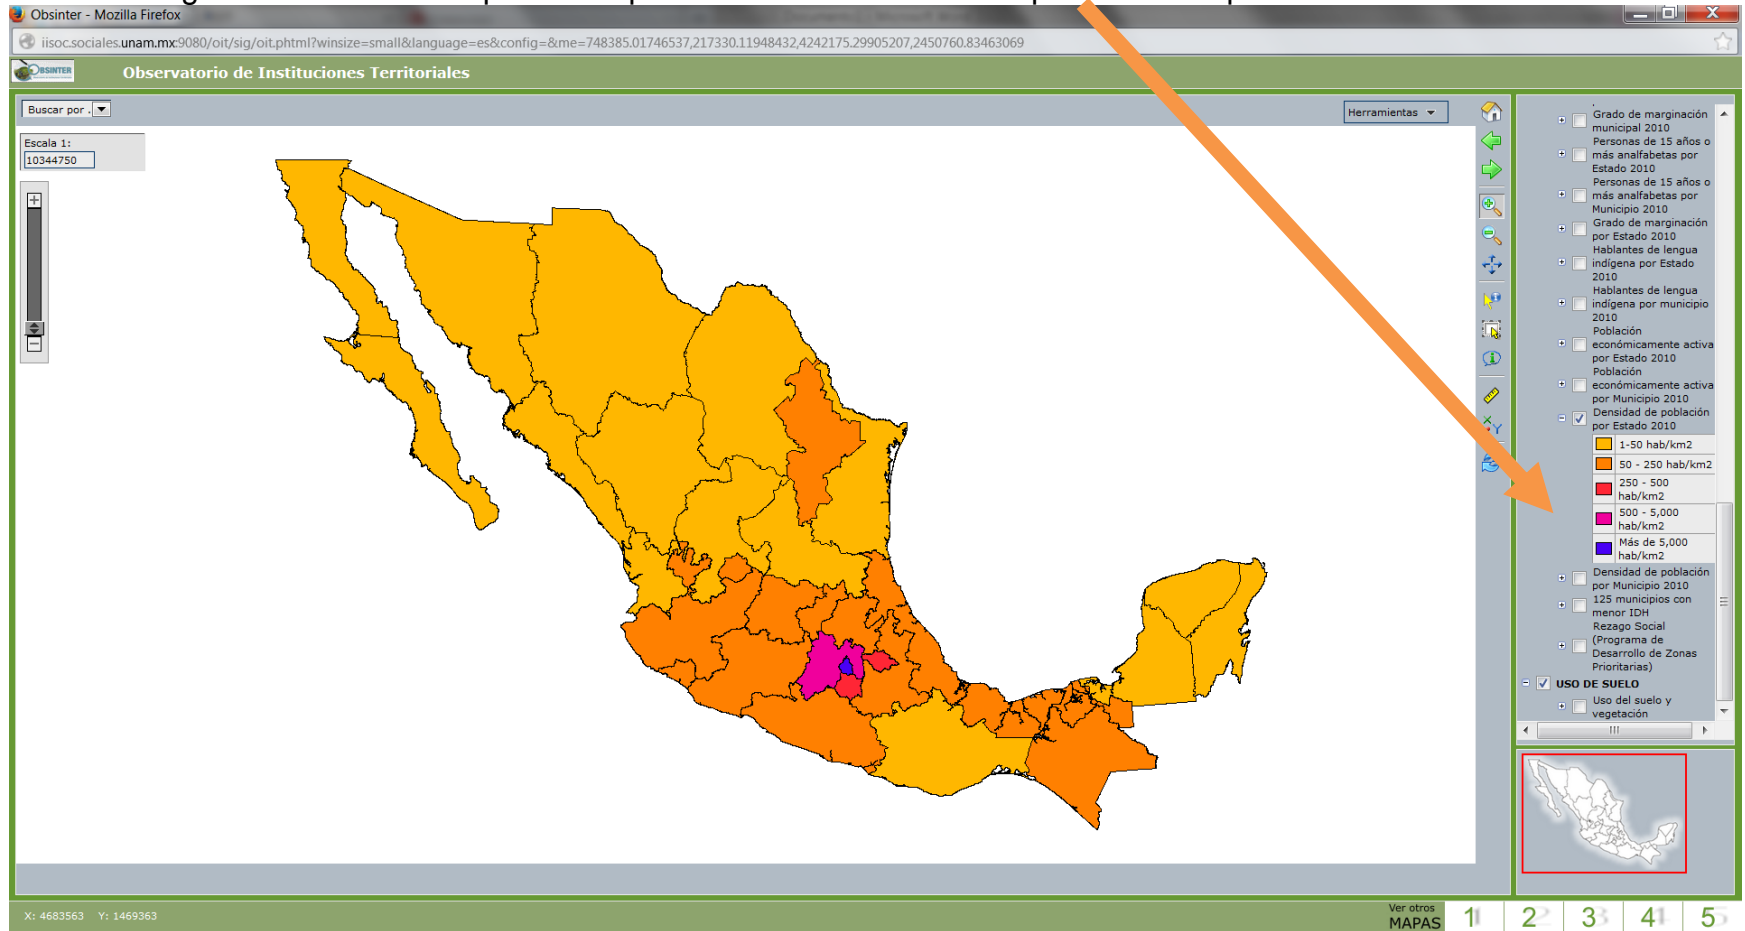 Obsinter - Mozilla Firefox
iisoc.sociales.unam.mx:9080/oit/sig/oit.phtml?winsize=small&language=es&config=&me=748385.01746537,217330.11948432,4242175.29905207,2450760.83463069
OBSINTER
Observatorio de Instituciones Territoriales
Buscar por .
Herramientas
Escala 1:
10344750
Grado de marginación
municipal 2010
Personas de 15 años o
más analfabetas por
Estado 2010
Personas de 15 años o
más analfabetas por
Municipio 2010
Grado de marginación
por Estado 2010
Hablantes de lengua
indígena por Estado
2010
Hablantes de lengua
indígena por municipio
2010
Población
económicamente activa
por Estado 2010
Población
económicamente activa
por Municipio 2010
Densidad de población
por Estado 2010
1-50 hab/km2
50 - 250 hab/km2
250 - 500
hab/km2
500 - 5,000
hab/km2
Más de 5,000
hab/km2
Densidad de población
por Municipio 2010
125 municipios con
menor IDH
Rezago Social
(Programa de
Desarrollo de Zonas
Prioritarias)
USO DE SUELO
Uso del suelo y
vegetación
X: 4683563 Y: 1469363
Ver otros
MAPAS
1 2 3 4 5